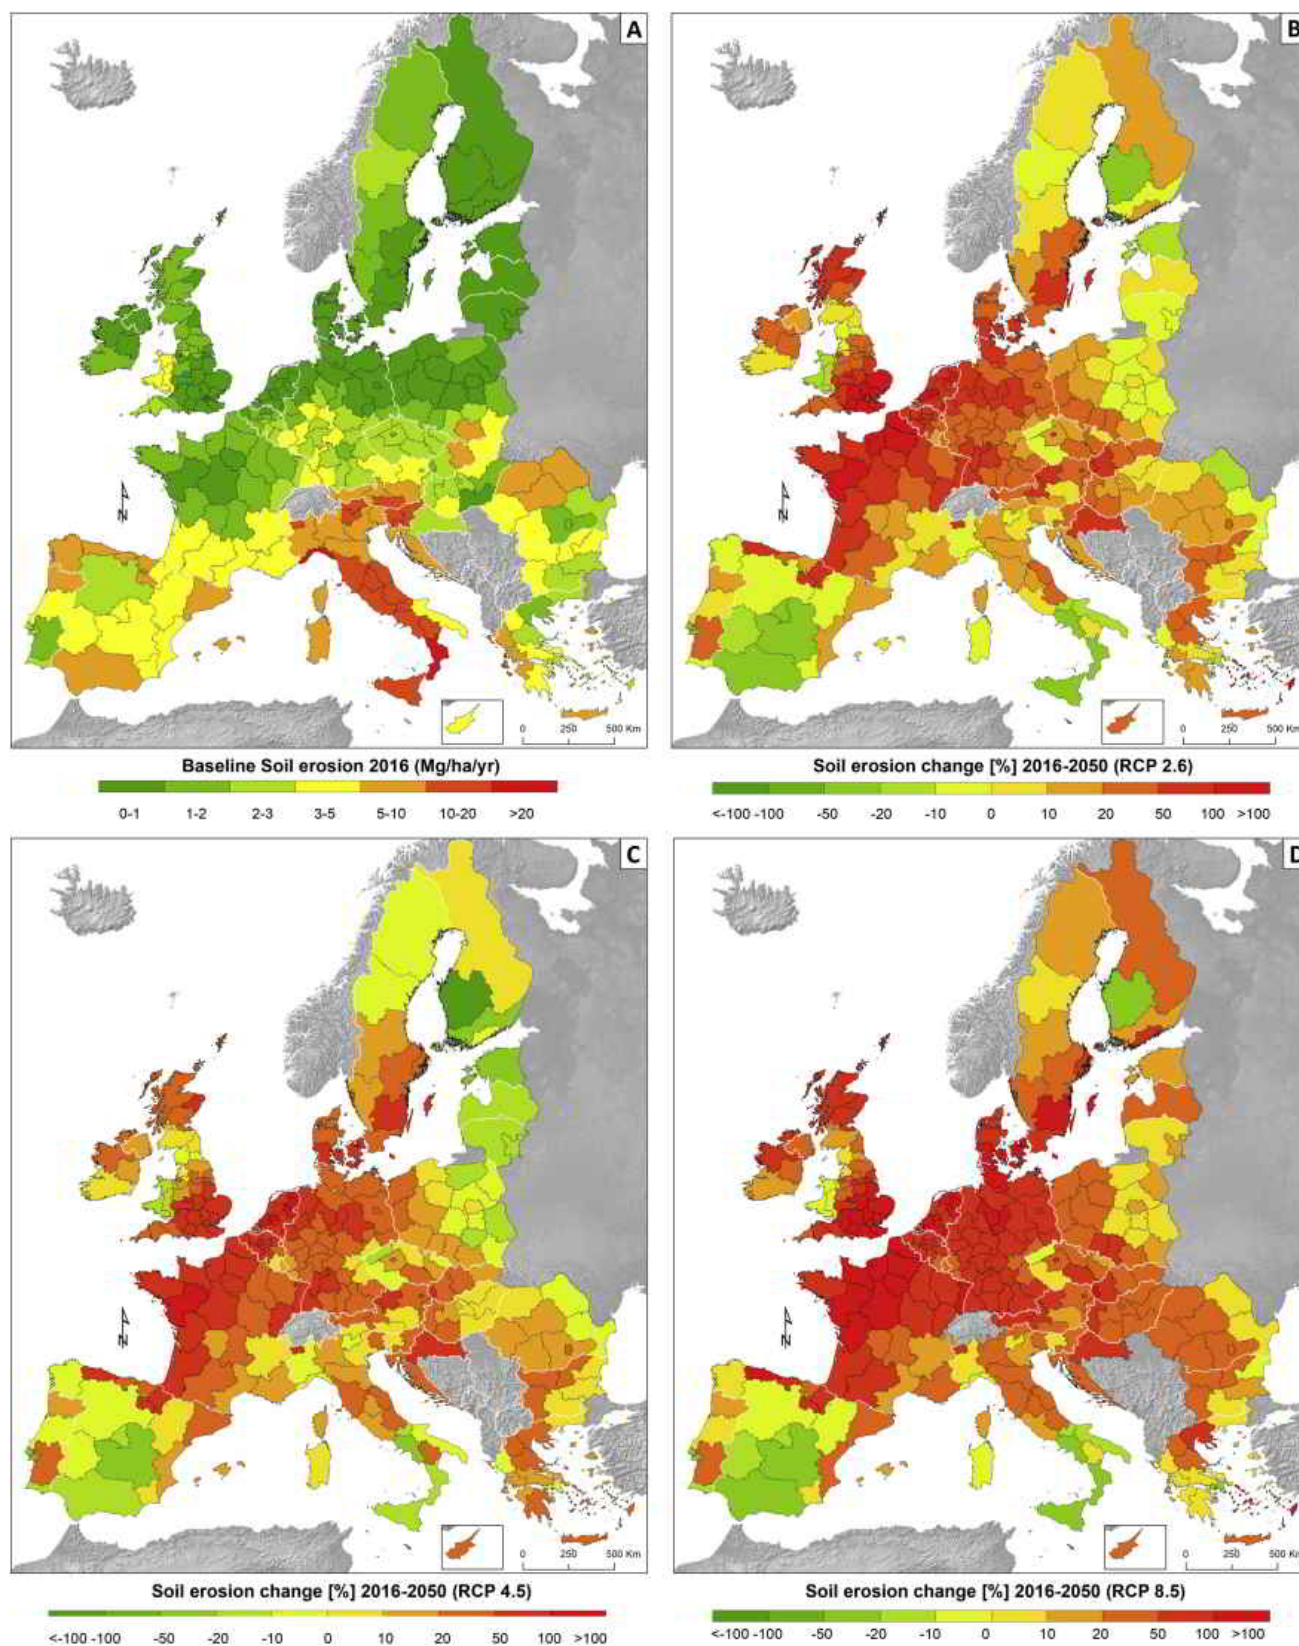 A
B
N
0 250 500 Km
N
0 250 500 Km
Baseline Soil erosion 2016 (Mg/ha/yr)
0-1 1-2 2-3 3-5 5-10 10-20 >20
Soil erosion change [%] 2016-2050 (RCP 2.6)
<-100 -100 -50 -20 -10 0 10 20 50 100 >100
C
D
N
0 250 500 Km
N
0 250 500 Km
Soil erosion change [%] 2016-2050 (RCP 4.5)
<-100 -100 -50 -20 -10 0 10 20 50 100 >100
Soil erosion change [%] 2016-2050 (RCP 8.5)
<-100 -100 -50 -20 -10 0 10 20 50 100 >100